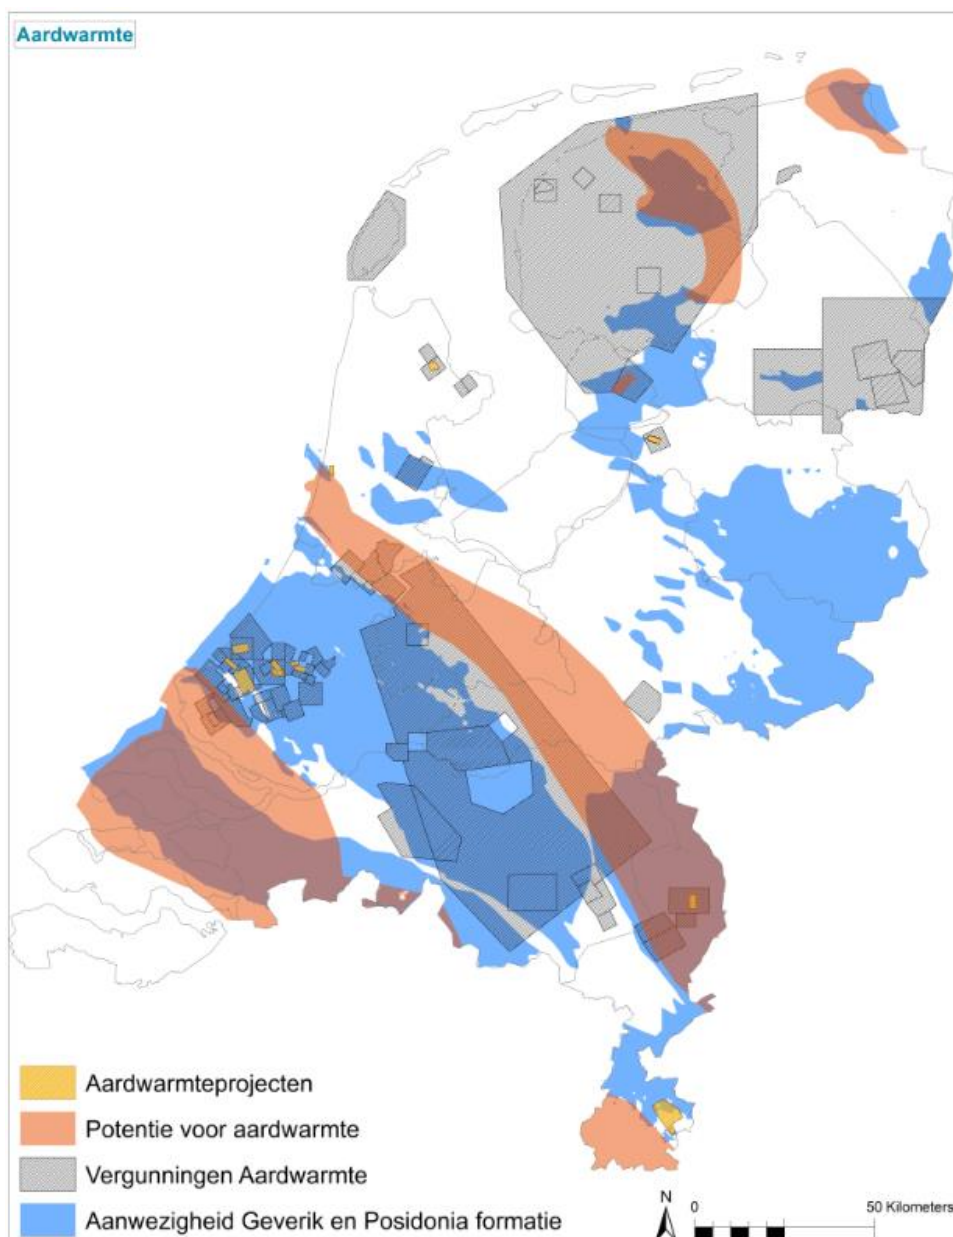 Aardwarmte
Aardwarmteprojecten
Potentie voor aardwarmte
Vergunningen Aardwarmte
Aanwezigheid Geverik en Posidonia formatie
N
0 50 Kilometers